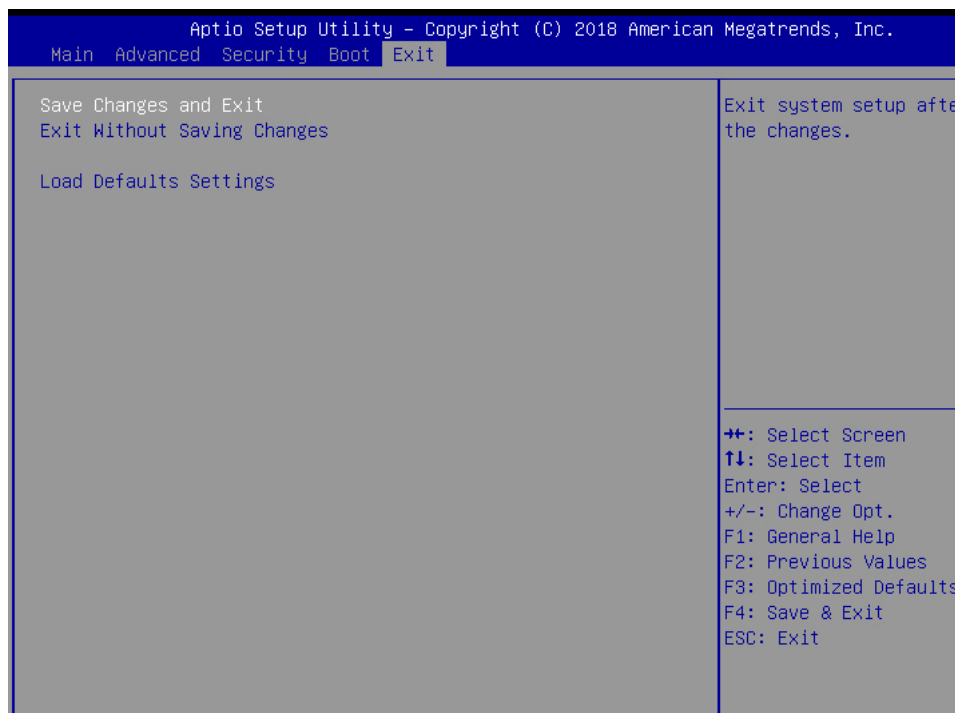 Aptio Setup Utility – Copyright (C) 2018 American Megatrends, Inc.
Main Advanced Security Boot Exit
Save Changes and Exit
Exit Without Saving Changes
Load Defaults Settings
Exit system setup afte
the changes.
→←: Select Screen
↑↓: Select Item
Enter: Select
+/-: Change Opt.
F1: General Help
F2: Previous Values
F3: Optimized Defaults
F4: Save & Exit
ESC: Exit